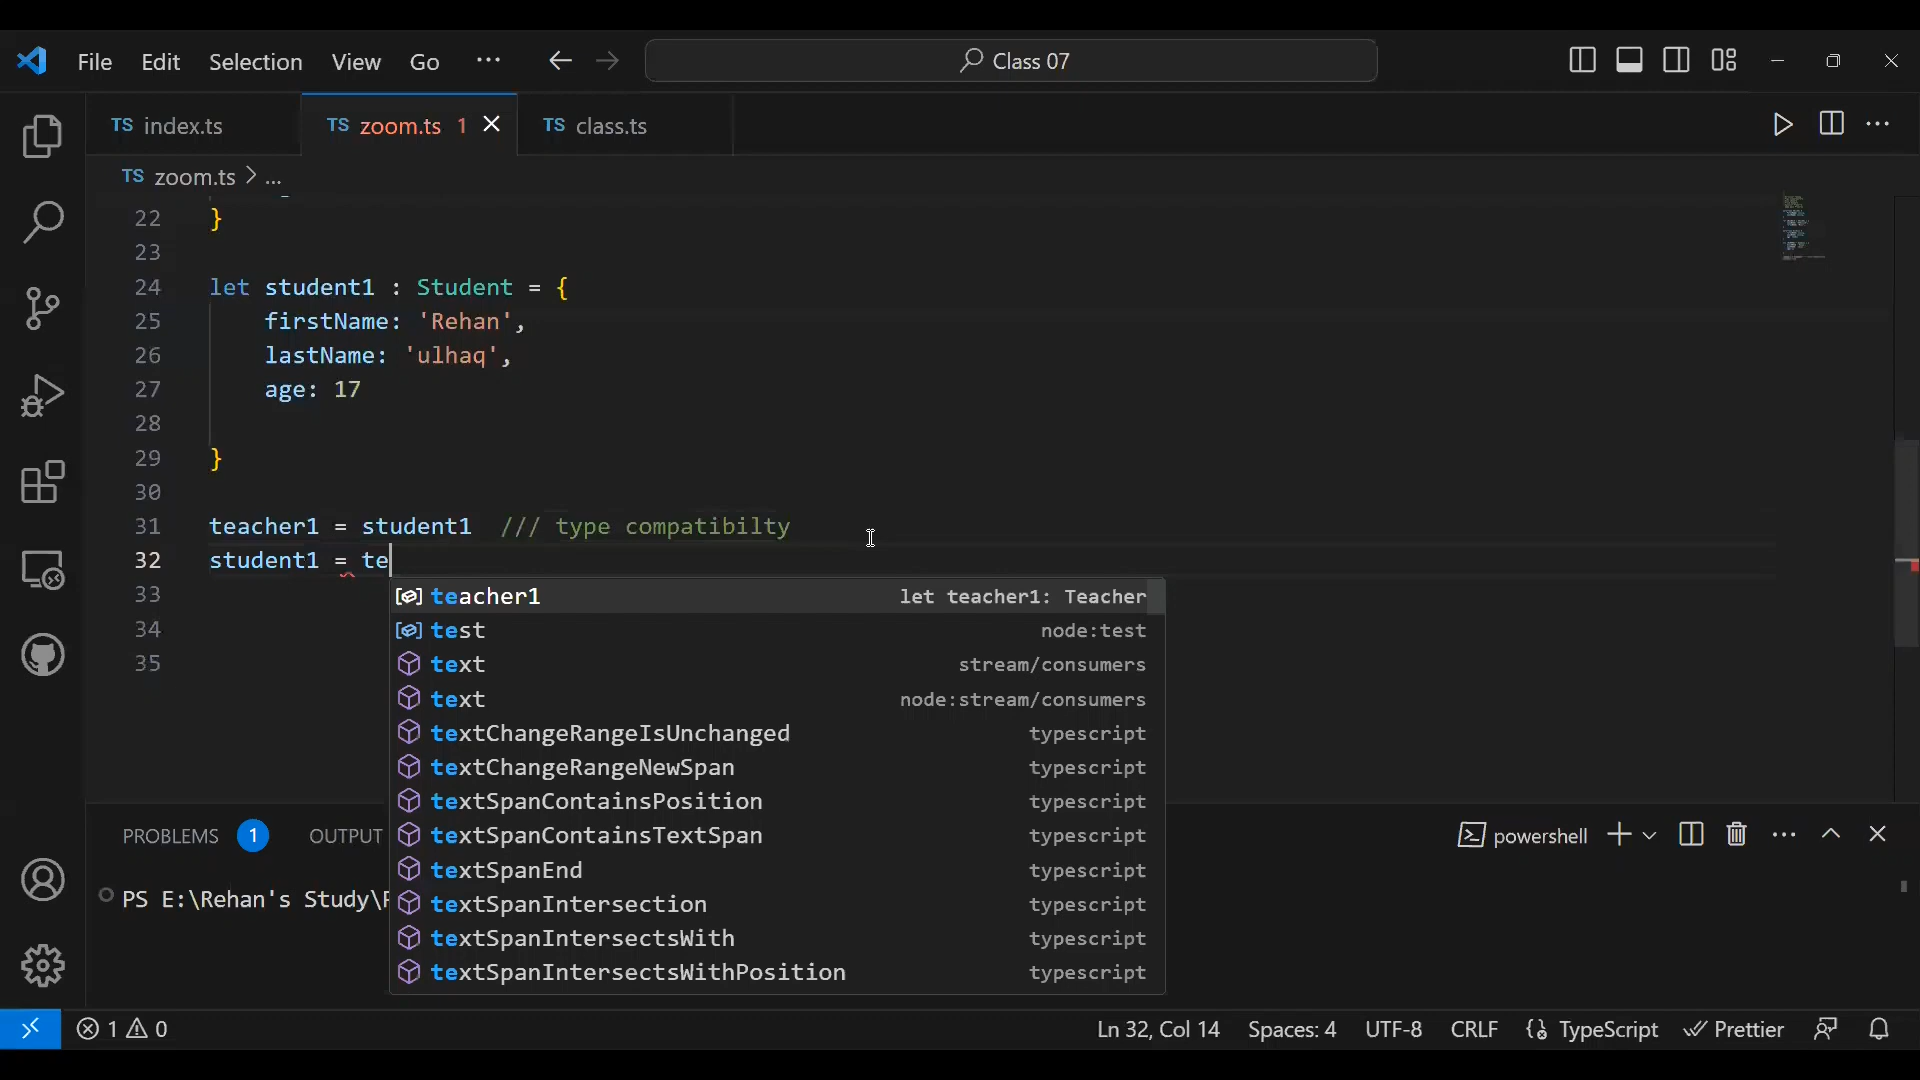 File Edit Selection View Go ··· Class 07
TS index.ts TS zoom.ts 1 TS class.ts
TS zoom.ts > ...
22 }
23
24 let student1 : Student = {
25 firstName: 'Rehan',
26 lastName: 'ulhaq',
27 age: 17
28
29 }
30
31 teacher1 = student1 /// type compatibilty
32 student1 = te
33
34
35
teacher1 let teacher1: Teacher
test node:test
text stream/consumers
text node:stream/consumers
textChangeRangeIsUnchanged typescript
textChangeRangeNewSpan typescript
textSpanContainsPosition typescript
textSpanContainsTextSpan typescript
textSpanEnd typescript
textSpanIntersection typescript
textSpanIntersectsWith typescript
textSpanIntersectsWithPosition typescript
PROBLEMS 1 OUTPUT powershell
PS E:\Rehan's Study\
1 0 Ln 32, Col 14 Spaces: 4 UTF-8 CRLF {} TypeScript Prettier